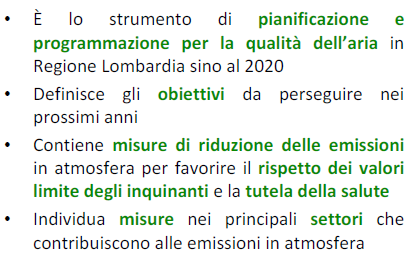 • È lo strumento di pianificazione e
programmazione per la qualità dell'aria in
Regione Lombardia sino al 2020
• Definisce gli obiettivi da perseguire nei
prossimi anni
• Contiene misure di riduzione delle emissioni
in atmosfera per favorire il rispetto dei valori
limite degli inquinanti e la tutela della salute
• Individua misure nei principali settori che
contribuiscono alle emissioni in atmosfera